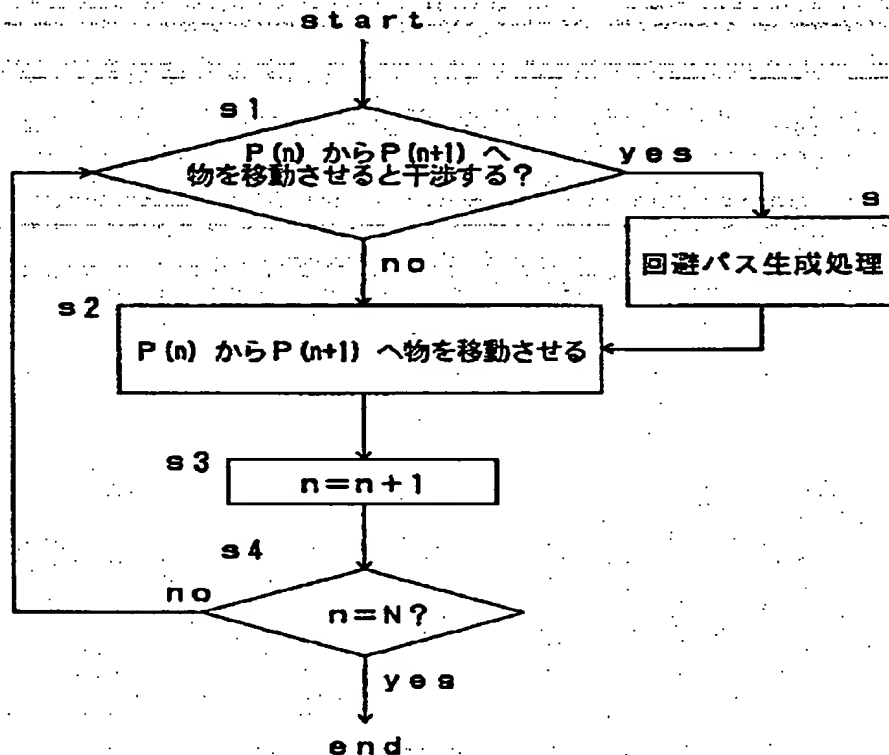 start
s1
P(n) からP(n+1) へ
物を移動させると干渉する?
yes
s
回避パス生成処理
no
s2
P(n) からP(n+1) へ物を移動させる
s3
n=n+1
s4
no
n=N?
yes
end